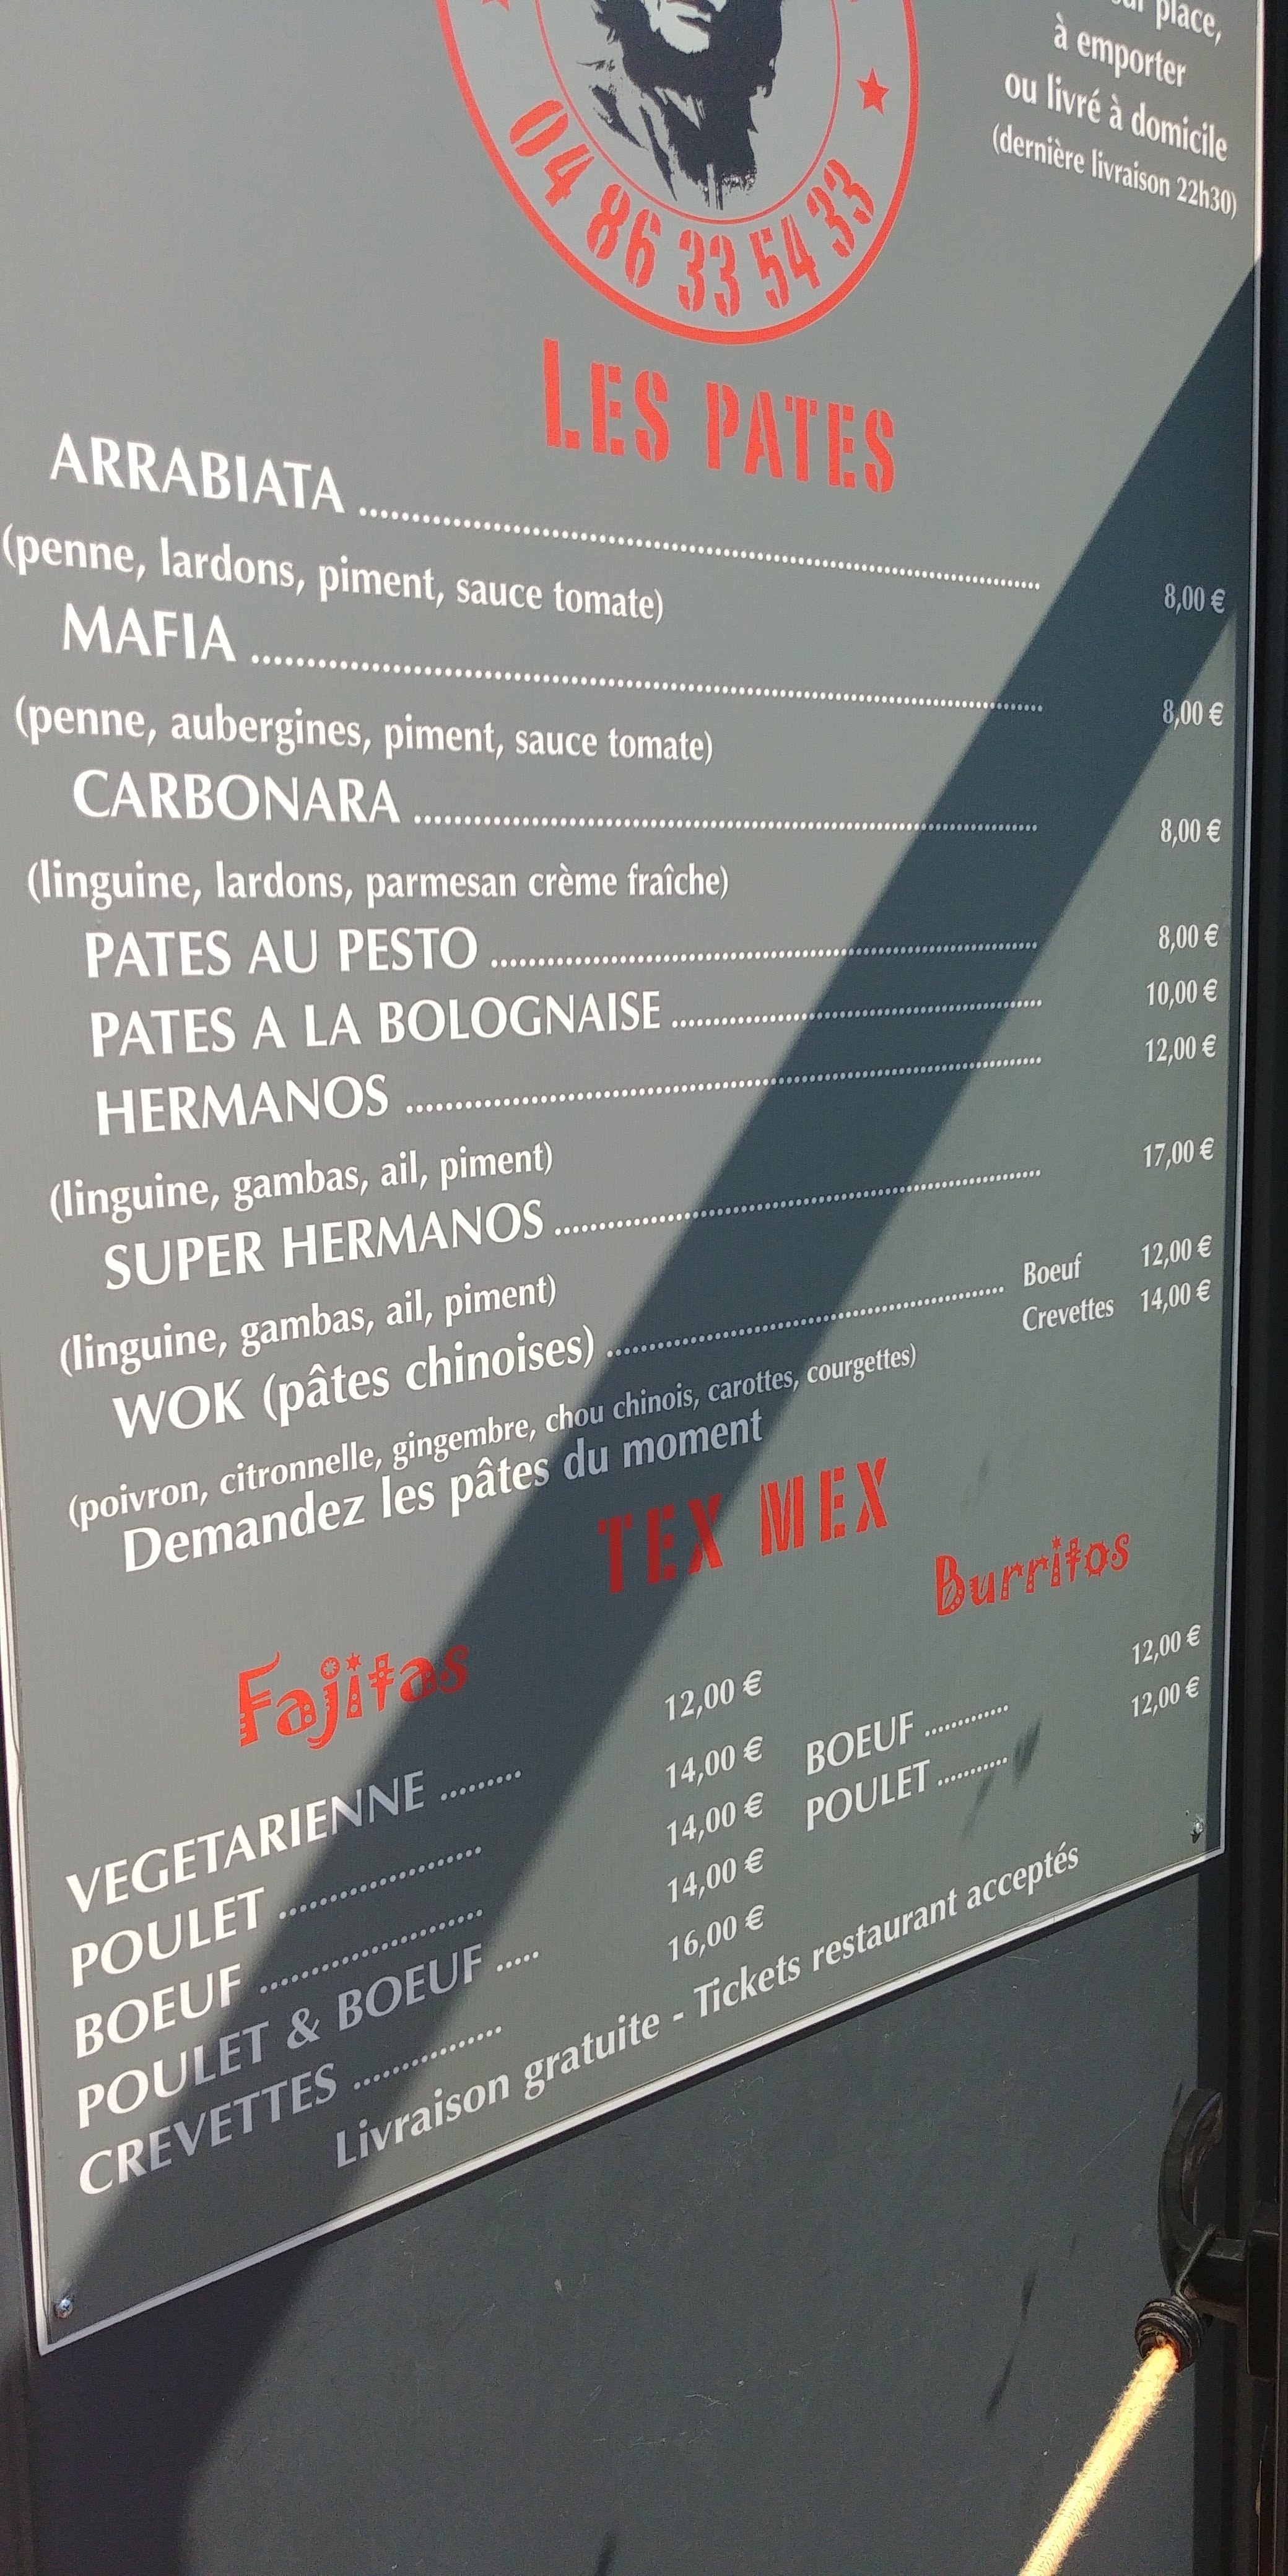 place,
à emporter
ou livré à domicile
(dernière livraison 22h30)
04 86 33 54 33
LES PATES
ARRABIATA ........ 8,00 €
(penne, lardons, piment, sauce tomate)
MAFIA ........ 8,00 €
(penne, aubergines, piment, sauce tomate)
CARBONARA ........ 8,00 €
(linguine, lardons, parmesan crème fraîche)
PATES AU PESTO ........ 8,00 €
PATES A LA BOLOGNAISE ........ 10,00 €
HERMANOS ........ 12,00 €
(linguine, gambas, ail, piment)
SUPER HERMANOS ........ 17,00 €
(linguine, gambas, ail, piment)
WOK (pâtes chinoises) ........ Boeuf 12,00 €
Crevettes 14,00 €
(poivron, citronnelle, gingembre, chou chinois, carottes, courgettes)
Demandez les pâtes du moment
TEX MEX
Fajitas
VEGETARIENNE ......... 12,00 €
POULET ........ 14,00 €
BOEUF ........ 14,00 €
POULET & BOEUF ..... 14,00 €
CREVETTES ........ 16,00 €
Burritos
BOEUF ........ 12,00 €
POULET ........ 12,00 €
Livraison gratuite - Tickets restaurant acceptés